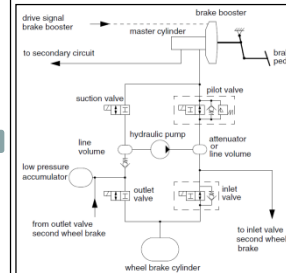 drive signal
brake booster
brake booster
master cylinder
to secondary circuit
suction valve
pilot valve
line
volume
hydraulic pump
attenuator
or
line volume
low pressure
accumulator
outlet
valve
inlet
valve
from outlet valve
second wheel brake
to inlet valve
second wheel
brake
wheel brake cylinder